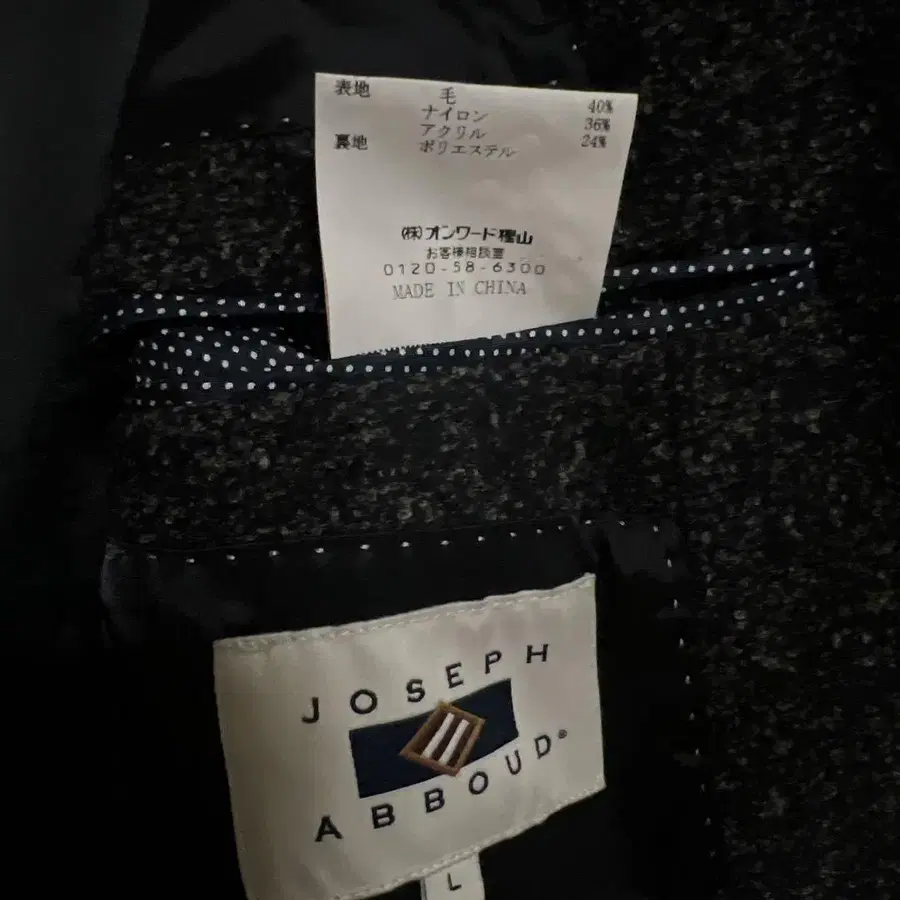 表地 毛 40%
ナイロン 36%
アクリル 24%
裏地 ポリエステル
(株)オンワード樫山
お客様相談室
0120-58-6300
MADE IN CHINA
JOSEPH
ABBOUD®
L